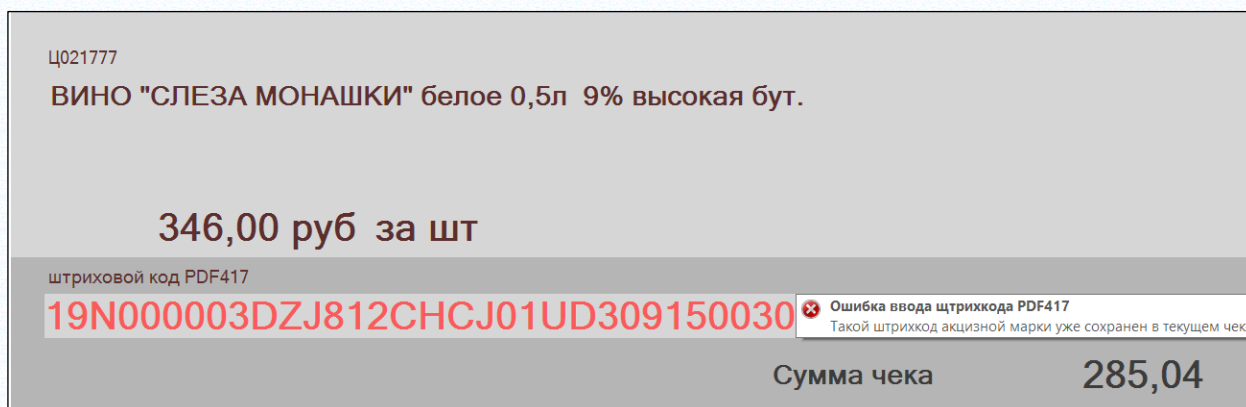 Ц021777
ВИНО "СЛЕЗА МОНАШКИ" белое 0,5л 9% высокая бут.
346,00 руб за шт
штриховой код PDF417
19N000003DZJ812CHCJ01UD309150030
Ошибка ввода щтрихкода PDF417
Такой штрихкод акцизной марки уже сохранен в текущем чек
Сумма чека 285,04